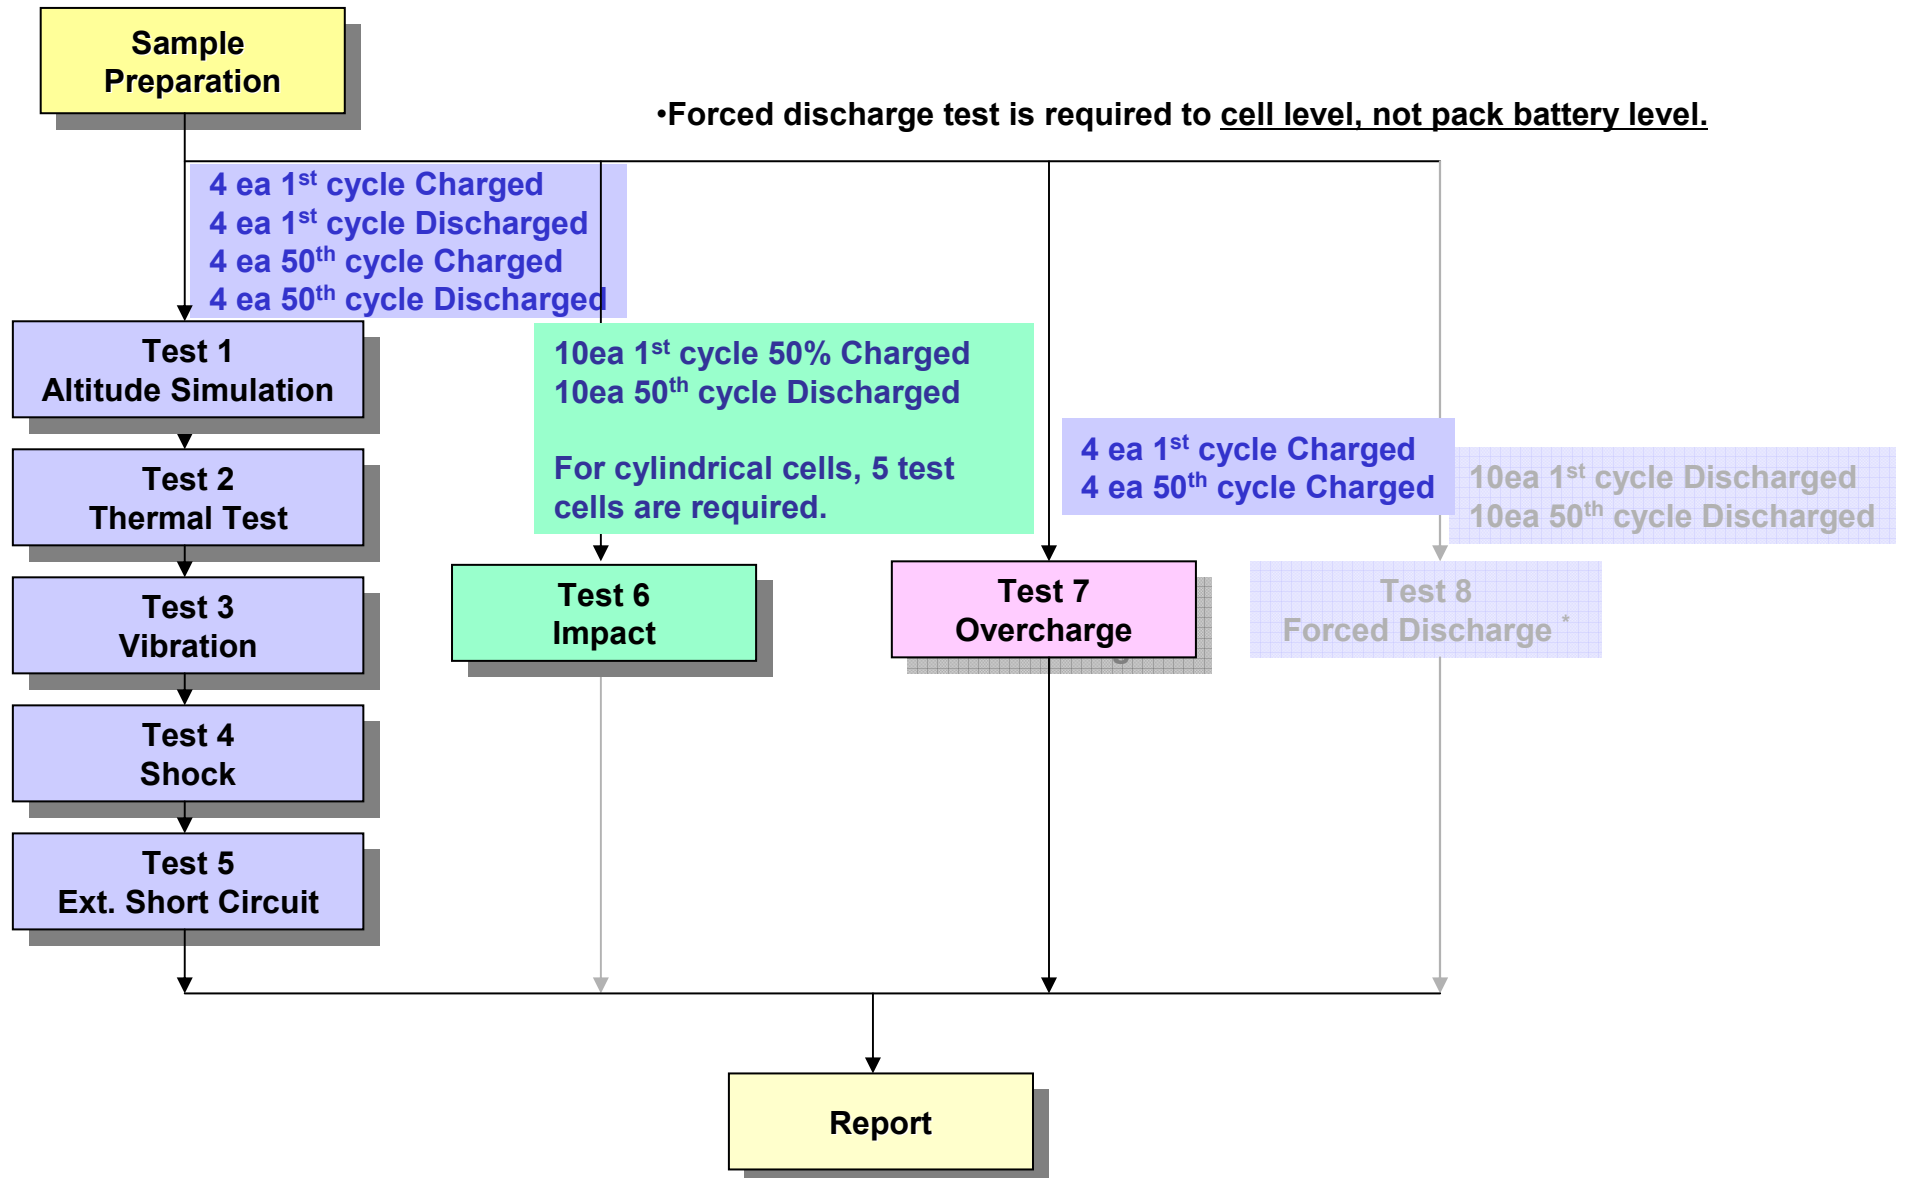 Sample
Preparation
•Forced discharge test is required to cell level, not pack battery level.
4 ea 1st cycle Charged
4 ea 1st cycle Discharged
4 ea 50th cycle Charged
4 ea 50th cycle Discharged
Test 1
Altitude Simulation
10ea 1st cycle 50% Charged
10ea 50th cycle Discharged
For cylindrical cells, 5 test
cells are required.
4 ea 1st cycle Charged
4 ea 50th cycle Charged
10ea 1st cycle Discharged
10ea 50th cycle Discharged
Test 2
Thermal Test
Test 3
Vibration
Test 6
Impact
Test 7
Overcharge
Test 8
Forced Discharge *
Test 4
Shock
Test 5
Ext. Short Circuit
Report